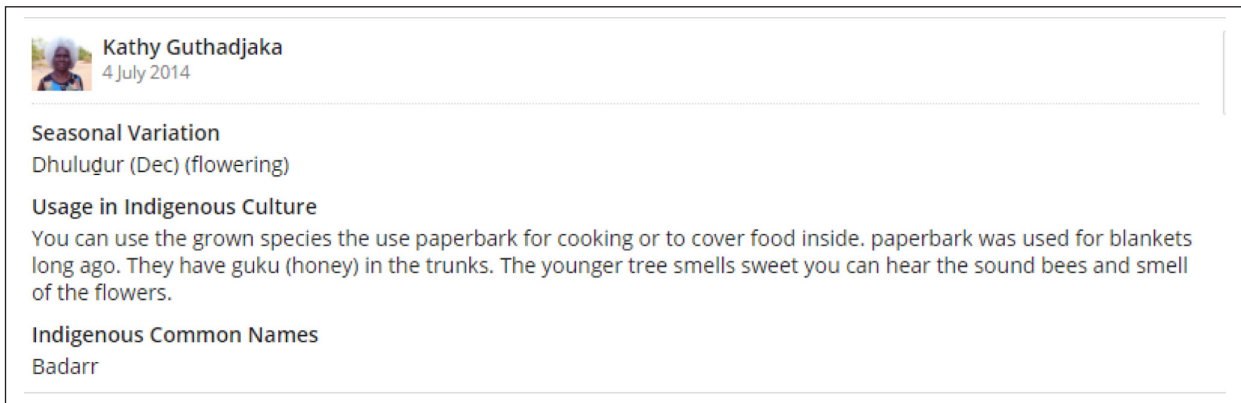 Kathy Guthadjaka
4 July 2014
Seasonal Variation
Dhuluḏur (Dec) (flowering)
Usage in Indigenous Culture
You can use the grown species the use paperbark for cooking or to cover food inside. paperbark was used for blankets
long ago. They have guku (honey) in the trunks. The younger tree smells sweet you can hear the sound bees and smell
of the flowers.
Indigenous Common Names
Badarr